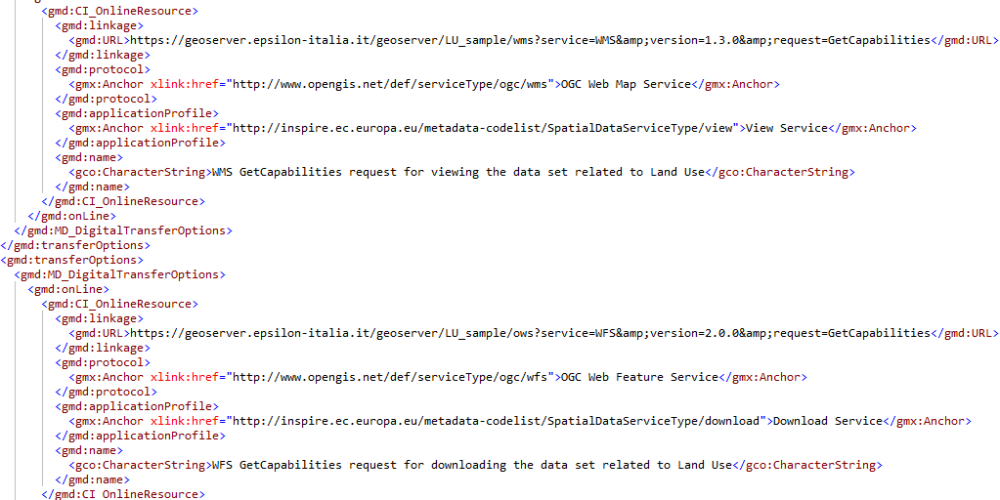 <gmd:CI_OnlineResource>
<gmd:linkage>
<gmd:URL>https://geoserver.epsilon-italia.it/geoserver/LU_sample/wms?service=WMS&amp;version=1.3.0&amp;request=GetCapabilities</gmd:URL>
</gmd:linkage>
<gmd:protocol>
<gmx:Anchor xlink:href="http://www.opengis.net/def/serviceType/ogc/wms">OGC Web Map Service</gmx:Anchor>
</gmd:protocol>
<gmd:applicationProfile>
<gmx:Anchor xlink:href="http://inspire.ec.europa.eu/metadata-codelist/SpatialDataServiceType/view">View Service</gmx:Anchor>
</gmd:applicationProfile>
<gmd:name>
<gco:CharacterString>WMS GetCapabilities request for viewing the data set related to Land Use</gco:CharacterString>
</gmd:name>
</gmd:CI_OnlineResource>
</gmd:onLine>
</gmd:MD_DigitalTransferOptions>
</gmd:transferOptions>
<gmd:transferOptions>
<gmd:MD_DigitalTransferOptions>
<gmd:onLine>
<gmd:CI_OnlineResource>
<gmd:linkage>
<gmd:URL>https://geoserver.epsilon-italia.it/geoserver/LU_sample/ows?service=WFS&amp;version=2.0.0&amp;request=GetCapabilities</gmd:URL>
</gmd:linkage>
<gmd:protocol>
<gmx:Anchor xlink:href="http://www.opengis.net/def/serviceType/ogc/wfs">OGC Web Feature Service</gmx:Anchor>
</gmd:protocol>
<gmd:applicationProfile>
<gmx:Anchor xlink:href="http://inspire.ec.europa.eu/metadata-codelist/SpatialDataServiceType/download">Download Service</gmx:Anchor>
</gmd:applicationProfile>
<gmd:name>
<gco:CharacterString>WFS GetCapabilities request for downloading the data set related to Land Use</gco:CharacterString>
</gmd:name>
</gmd:CI_OnlineResource>